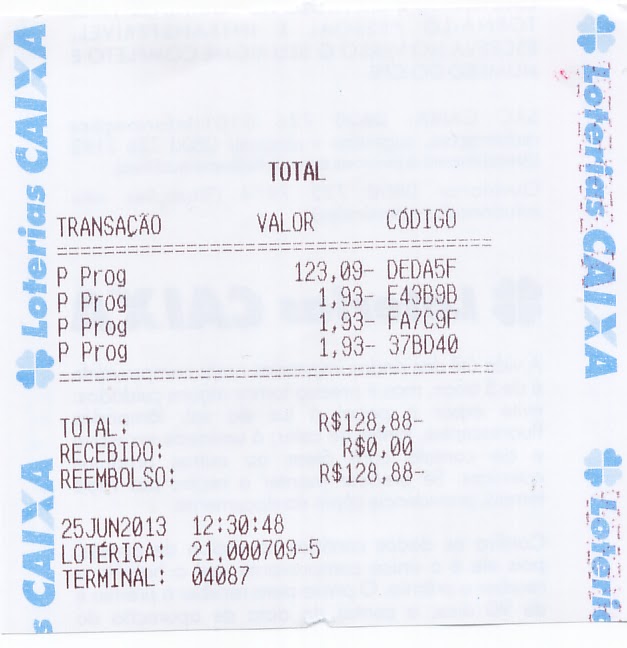 TOTAL
TRANSAÇÃO VALOR CÓDIGO
================================================
P Prog 123,09- DEDA5F
P Prog 1,93- E43B9B
P Prog 1,93- FA7C9F
P Prog 1,93- 37BD40
================================================
TOTAL: R$128,88-
RECEBIDO: R$0,00
REEMBOLSO: R$128,88-
25JUN2013 12:30:48
LOTÉRICA: 21.000709-5
TERMINAL: 04087
Loterias CAIXA
CAIXA
Loterias CAIXA
Loteri